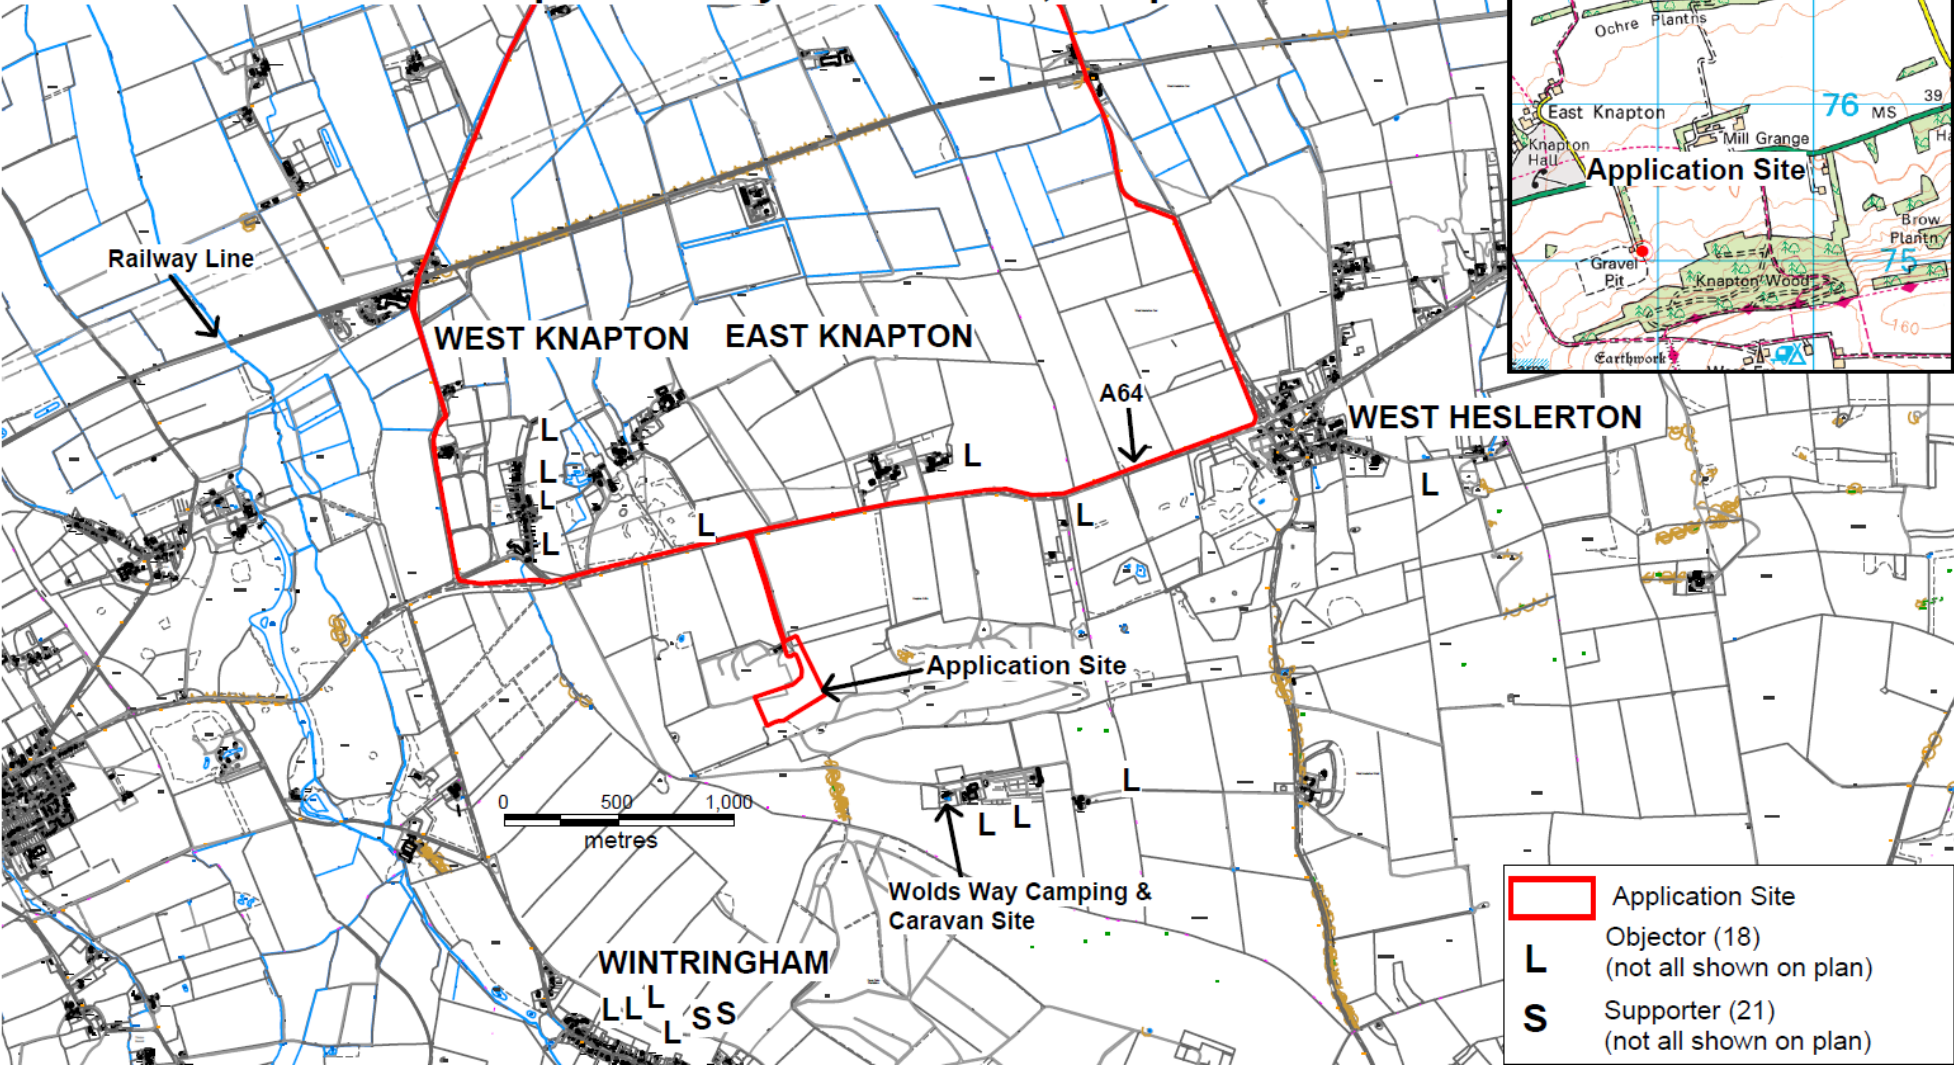 Ochre Plantns
East Knapton
76
MS
39
Mill Grange
Knapton
Hall
Application Site
Brow
Plantn
75
Gravel
Pit
Knapton Wood
160
Earthwork
Railway Line
WEST KNAPTON
EAST KNAPTON
A64
WEST HESLERTON
L
L
L
L
L
L
L
L
Application Site
0 500 1,000
metres
L
L
L
Wolds Way Camping &
Caravan Site
WINTRINGHAM
L
L
L
L
S
S
Application Site
L
Objector (18)
(not all shown on plan)
S
Supporter (21)
(not all shown on plan)